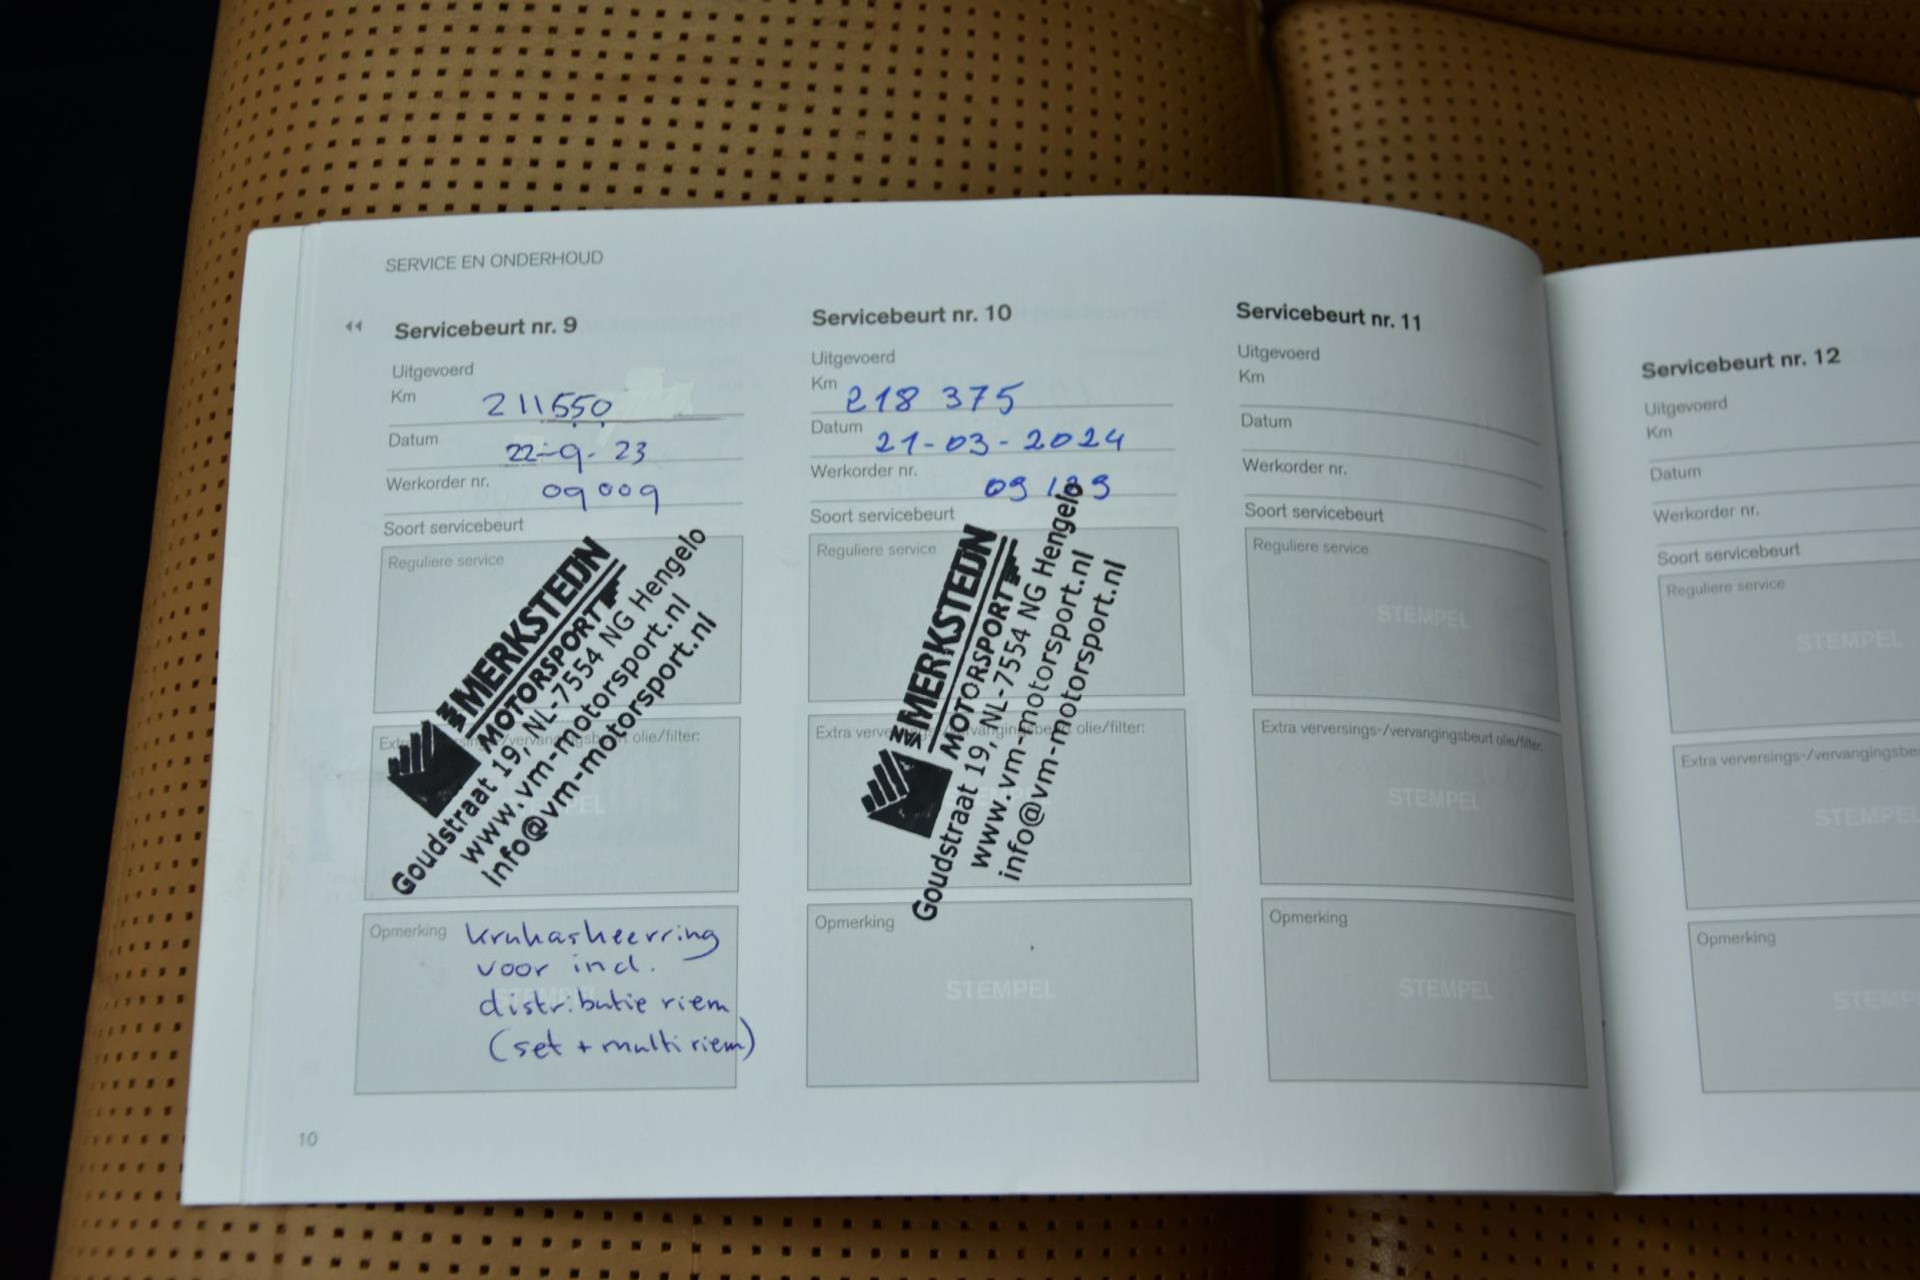 SERVICE EN ONDERHOUD
Servicebeurt nr. 9
Uitgevoerd
Km 211550
Datum 22-9-23
Werkorder nr. 09009
Soort servicebeurt
Reguliere service
MERKSTEIJN
MOTORSPORT
Goudstraat 19, NL-7554 NG Hengelo
www.vm-motorsport.nl
info@vm-motorsport.nl
olie/filter:
Opmerking krukaskeerring
voor incl.
distributie riem
(set + multi riem)
Servicebeurt nr. 10
Uitgevoerd
Km 218 375
Datum 21-03-2024
Werkorder nr.
Soort servicebeurt
Reguliere service
MERKSTEIJN
MOTORSPORT
Goudstraat 19, NL-7554 NG Hengelo
www.vm-motorsport.nl
info@vm-motorsport.nl
Extra olie/filter:
Opmerking
STEMPEL
Servicebeurt nr. 11
Uitgevoerd
Km
Datum
Werkorder nr.
Soort servicebeurt
Reguliere service
STEMPEL
Extra verversings-/vervangingsbeurt olie/filter:
STEMPEL
Opmerking
STEMPEL
Servicebeurt nr. 12
Uitgevoerd
Km
Datum
Werkorder nr.
Soort servicebeurt
Reguliere service
STEMPEL
Extra verversings-/vervangingsbe
STEMPEL
Opmerking
STEMP
10